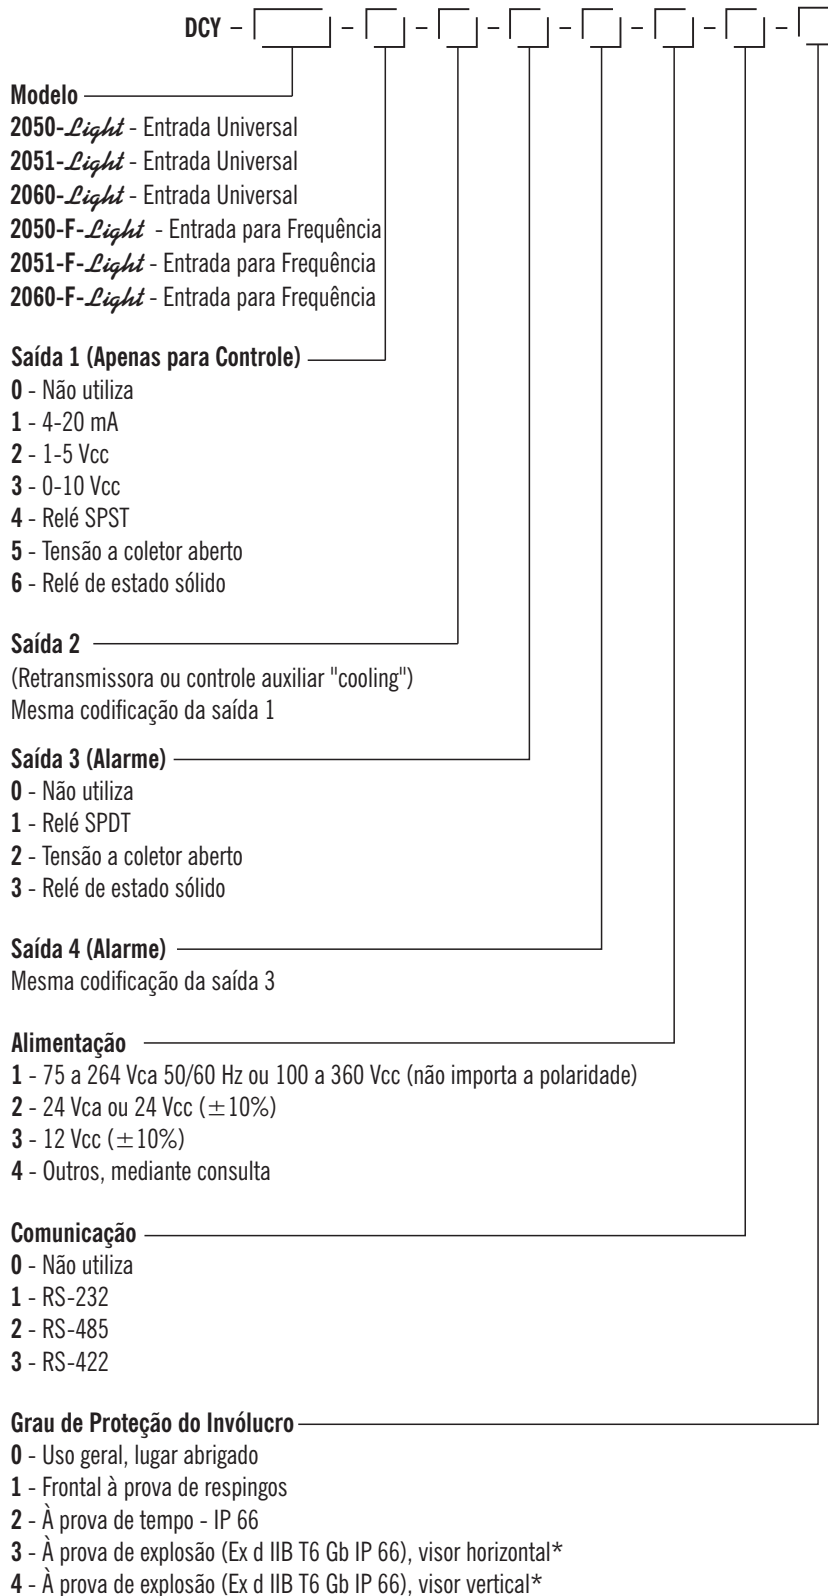 DCY – – – – – – – –
Modelo
2050-Light - Entrada Universal
2051-Light - Entrada Universal
2060-Light - Entrada Universal
2050-F-Light - Entrada para Frequência
2051-F-Light - Entrada para Frequência
2060-F-Light - Entrada para Frequência
Saída 1 (Apenas para Controle)
0 - Não utiliza
1 - 4-20 mA
2 - 1-5 Vcc
3 - 0-10 Vcc
4 - Relé SPST
5 - Tensão a coletor aberto
6 - Relé de estado sólido
Saída 2
(Retransmissora ou controle auxiliar "cooling")
Mesma codificação da saída 1
Saída 3 (Alarme)
0 - Não utiliza
1 - Relé SPDT
2 - Tensão a coletor aberto
3 - Relé de estado sólido
Saída 4 (Alarme)
Mesma codificação da saída 3
Alimentação
1 - 75 a 264 Vca 50/60 Hz ou 100 a 360 Vcc (não importa a polaridade)
2 - 24 Vca ou 24 Vcc (±10%)
3 - 12 Vcc (±10%)
4 - Outros, mediante consulta
Comunicação
0 - Não utiliza
1 - RS-232
2 - RS-485
3 - RS-422
Grau de Proteção do Invólucro
0 - Uso geral, lugar abrigado
1 - Frontal à prova de respingos
2 - À prova de tempo - IP 66
3 - À prova de explosão (Ex d IIB T6 Gb IP 66), visor horizontal*
4 - À prova de explosão (Ex d IIB T6 Gb IP 66), visor vertical*